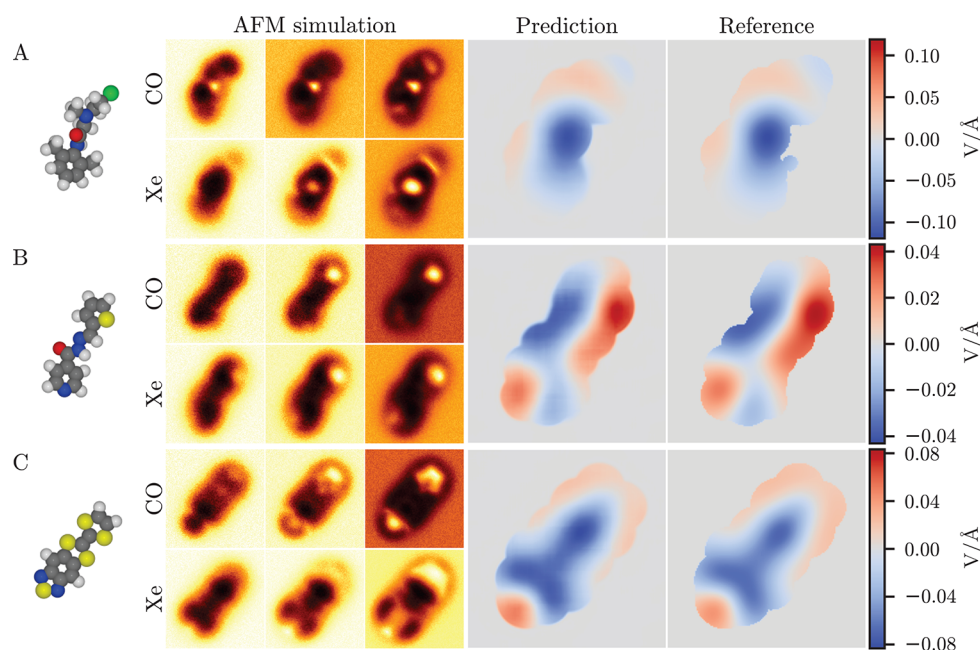 AFM simulation Prediction Reference
A
CO
Xe
0.10
0.05
0.00
−0.05
−0.10
V/Å
B
CO
Xe
0.04
0.02
0.00
−0.02
−0.04
V/Å
C
CO
Xe
0.08
0.04
0.00
−0.04
−0.08
V/Å